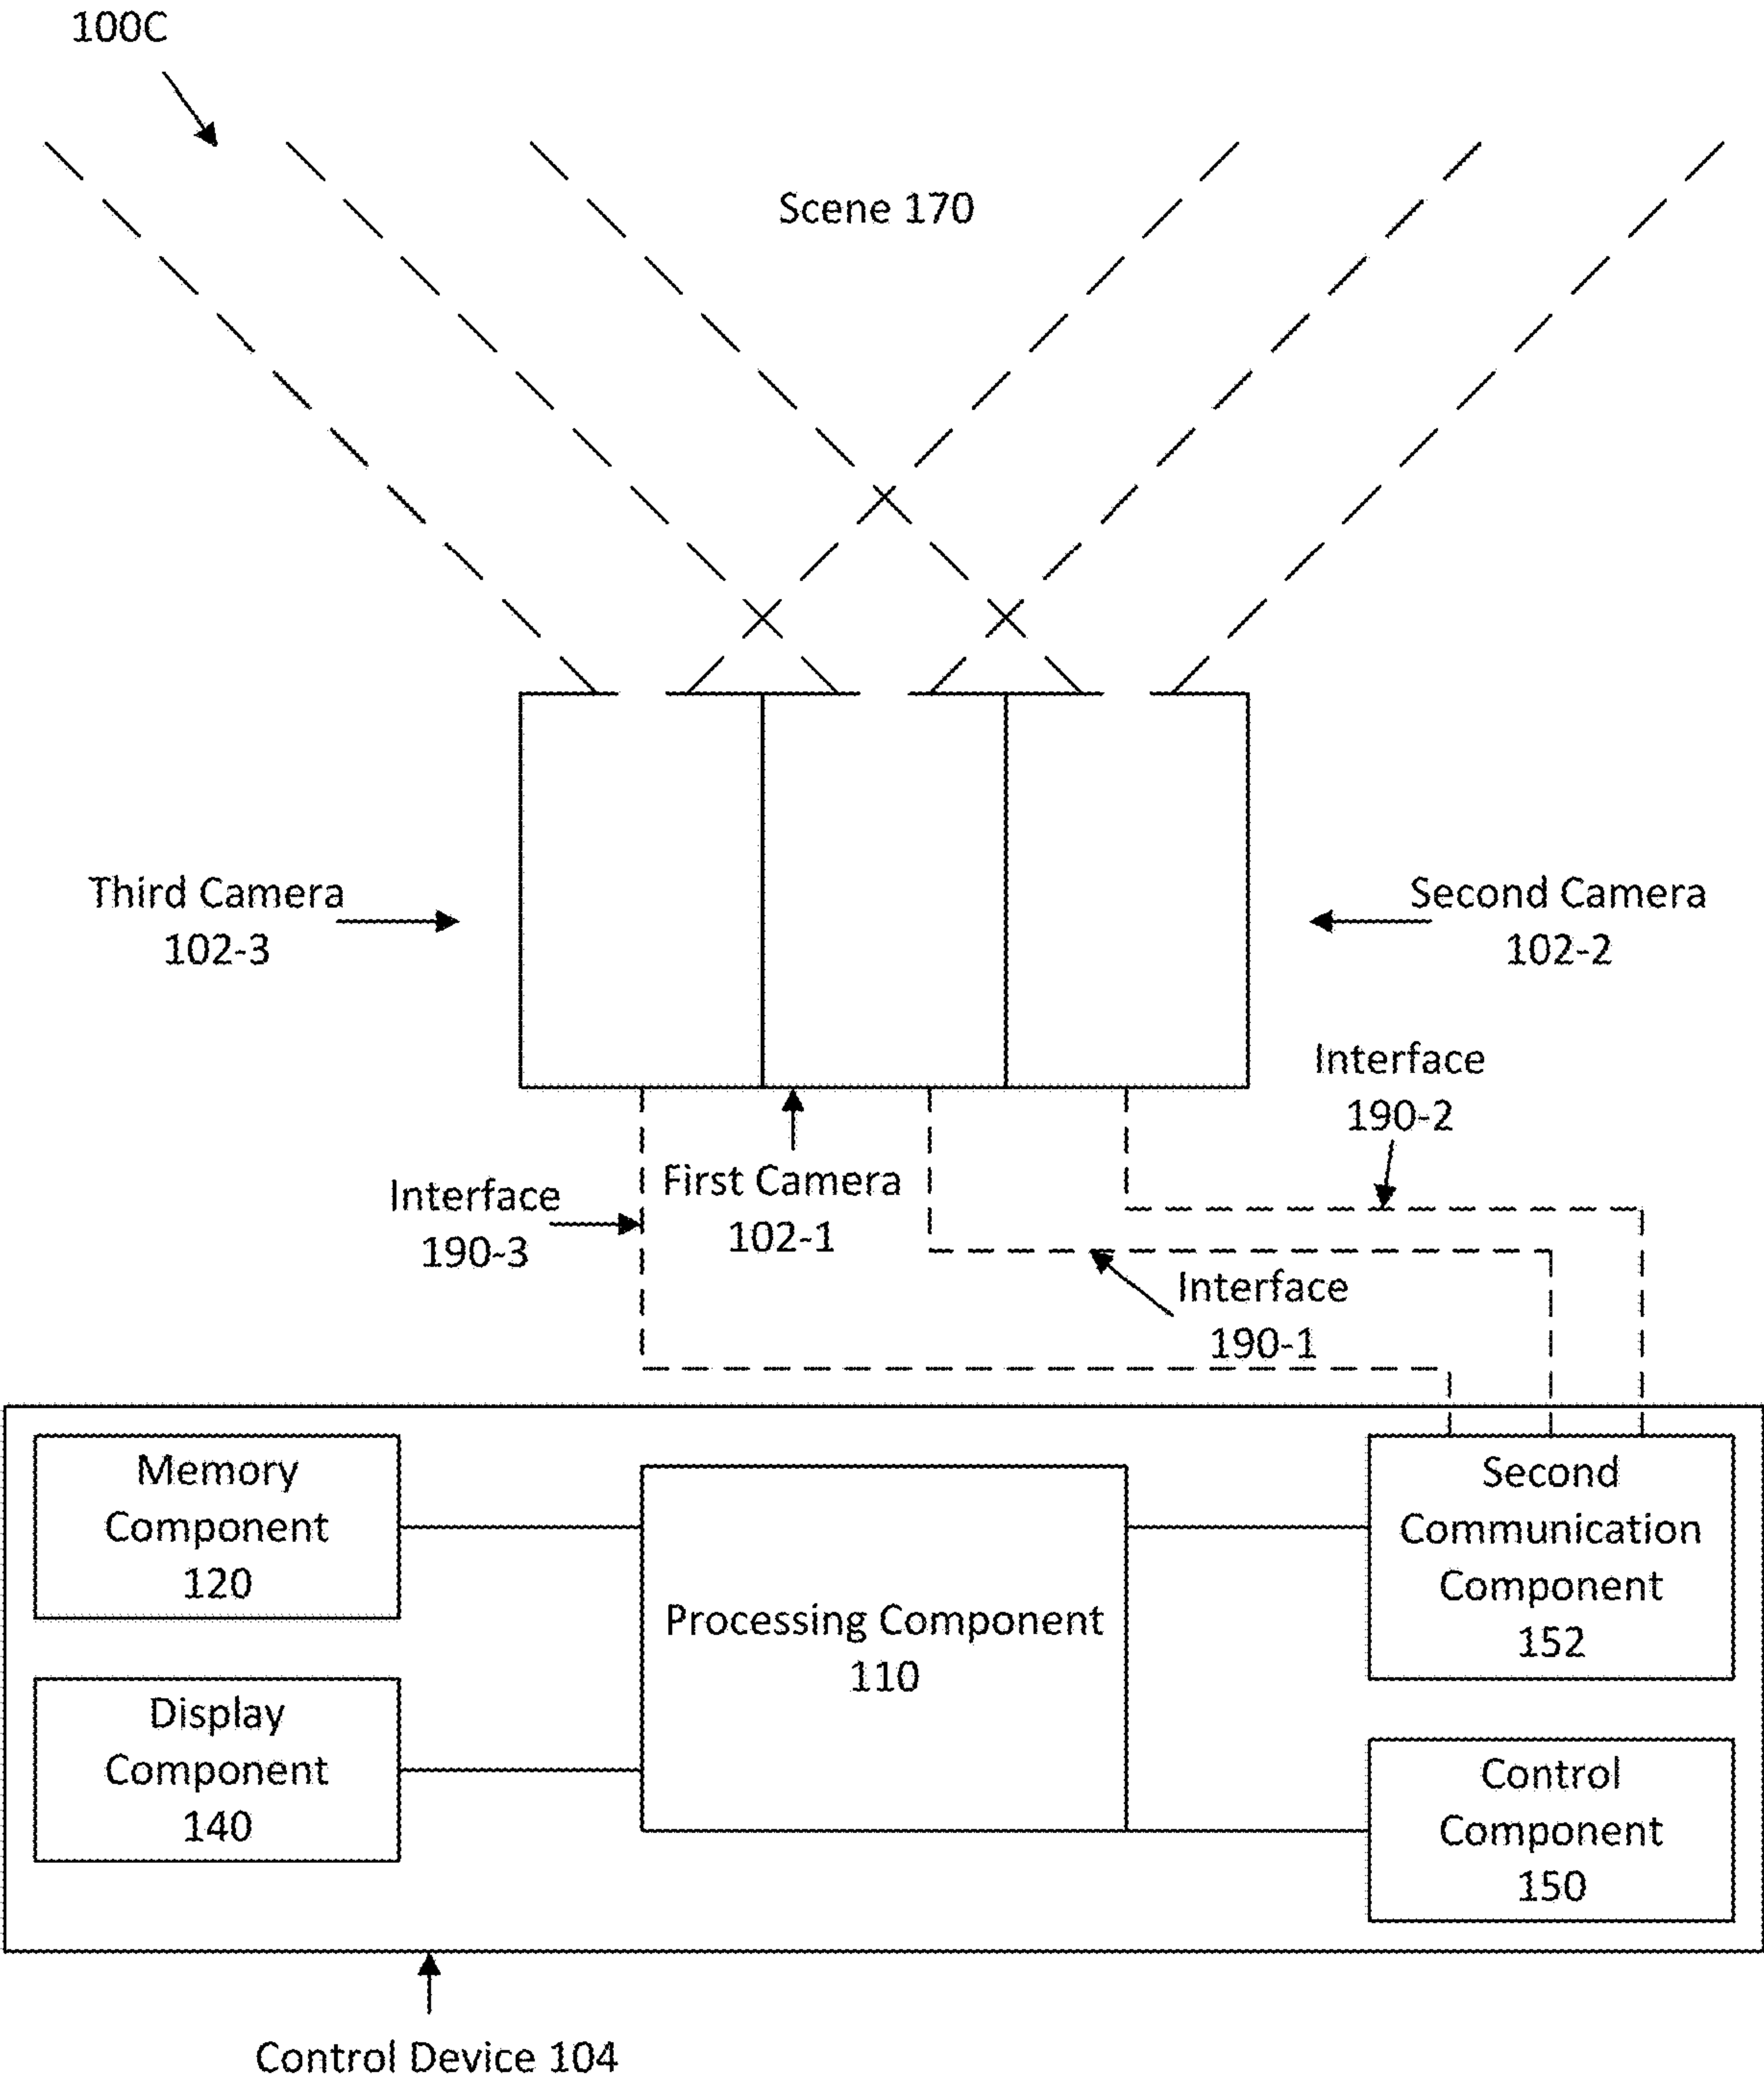 100C
Scene 170
Third Camera
102-3
Second Camera
102-2
Interface
190-2
First Camera
102-1
Interface
190-3
Interface
190-1
Memory
Component
120
Second
Communication
Component
152
Processing Component
110
Display
Component
140
Control
Component
150
Control Device 104